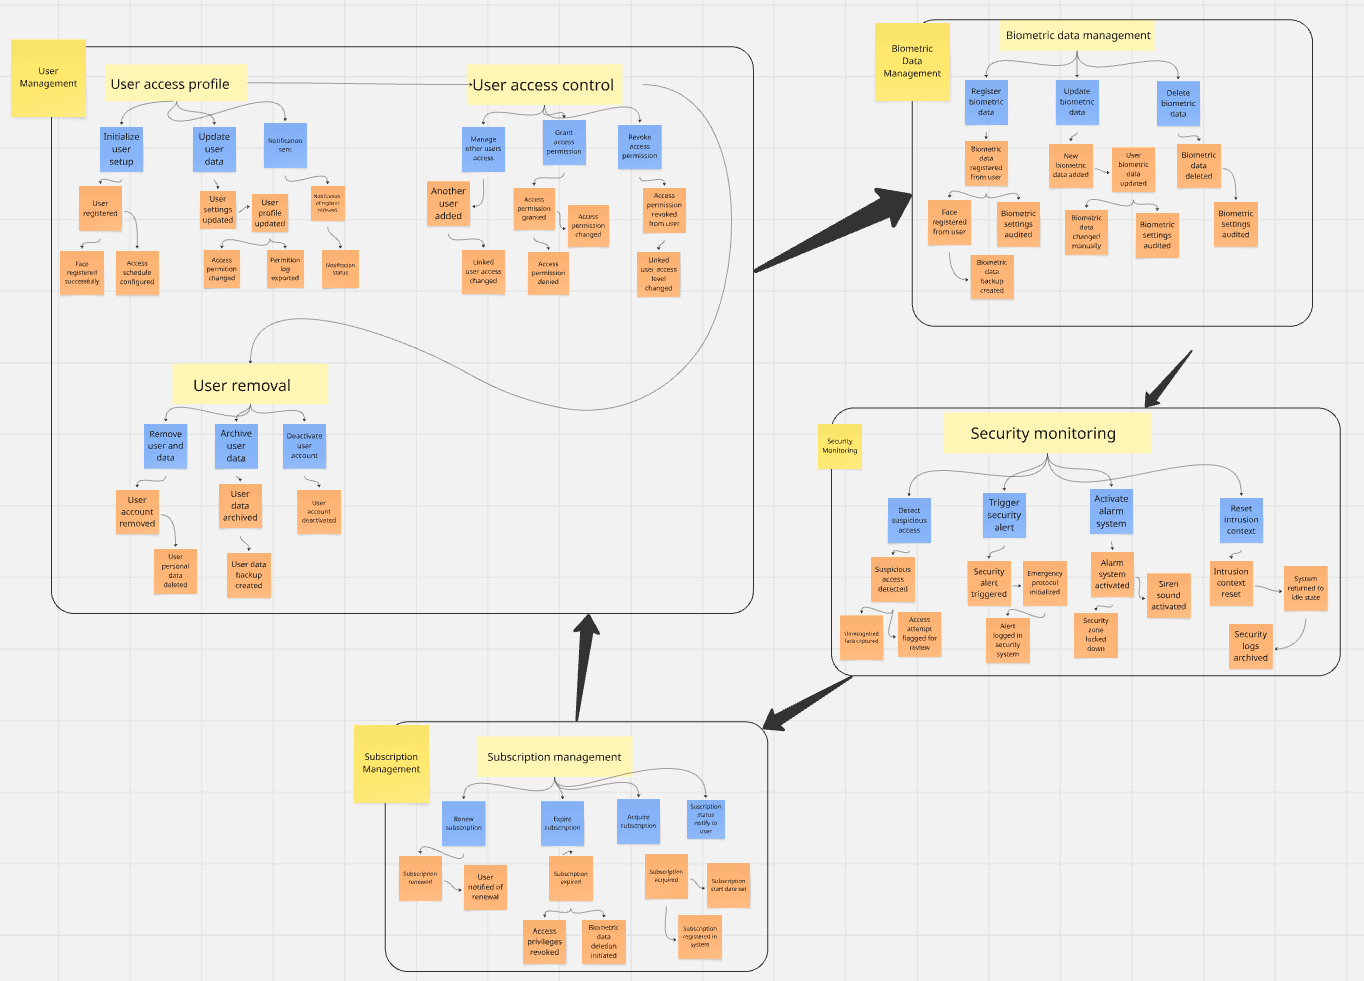 User
Management
User access profile
User access control
Initialize
user
setup
Update
user
data
Notification
sent
Manage
other users
access
Grant
access
permission
Revoke
access
permission
User
registered
User
settings
updated
User
profile
updated
Notification
Another
user
added
Access
permission
granted
Access
permission
changed
Access
permission
revoked
from user
Face
registered
successfully
Access
schedule
configured
Access
permition
changed
Permition
log
exported
Notification
status
Linked
user access
changed
Access
permission
denied
Linked
user access
level
changed
User removal
Remove
user and
data
Archive
user
data
Deactivate
user
account
User
account
removed
User
data
archived
User
account
deactivated
User
personal
data
deleted
User data
backup
created
Biometric
Data
Management
Biometric data management
Register
biometric
data
Update
biometric
data
Delete
biometric
data
Biometric
data
registered
from user
New
biometric
data added
User
biometric
data
updated
Biometric
data
deleted
Face
registered
from user
Biometric
settings
audited
Biometric
data
changed
manually
Biometric
settings
audited
Biometric
settings
audited
Biometric
data
backup
created
Security
Monitoring
Security monitoring
Detect
suspicious
access
Trigger
security
alert
Activate
alarm
system
Reset
intrusion
context
Suspicious
access
detected
Security
alert
triggered
Emergency
protocol
initialized
Alarm
system
activated
Siren
sound
activated
Intrusion
context
reset
System
returned to
idle state
face captured
Access
attempt
flagged for
review
Alert
logged in
security
system
Security
zone
locked
down
Security
logs
archived
Subscription
Management
Subscription management
Renew
subscription
Expire
subscription
Acquire
subscription
Suscription
status
notify to
user
Subscription
renewed
User
notified of
renewal
Subscription
expired
Subscription
acquired
Subscription
start date set
Access
privileges
revoked
Biometric
data
deletion
initiated
Subscription
registered in
system